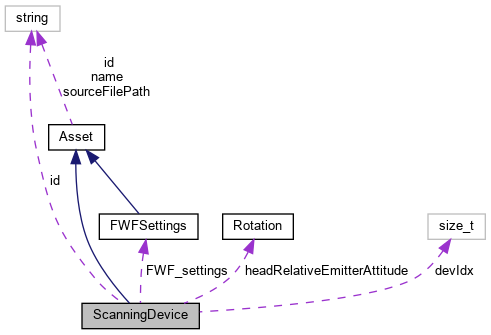 string
id
name
sourceFilePath
Asset
id
FWFSettings
Rotation
size_t
FWF_settings
headRelativeEmitterAttitude
devIdx
ScanningDevice